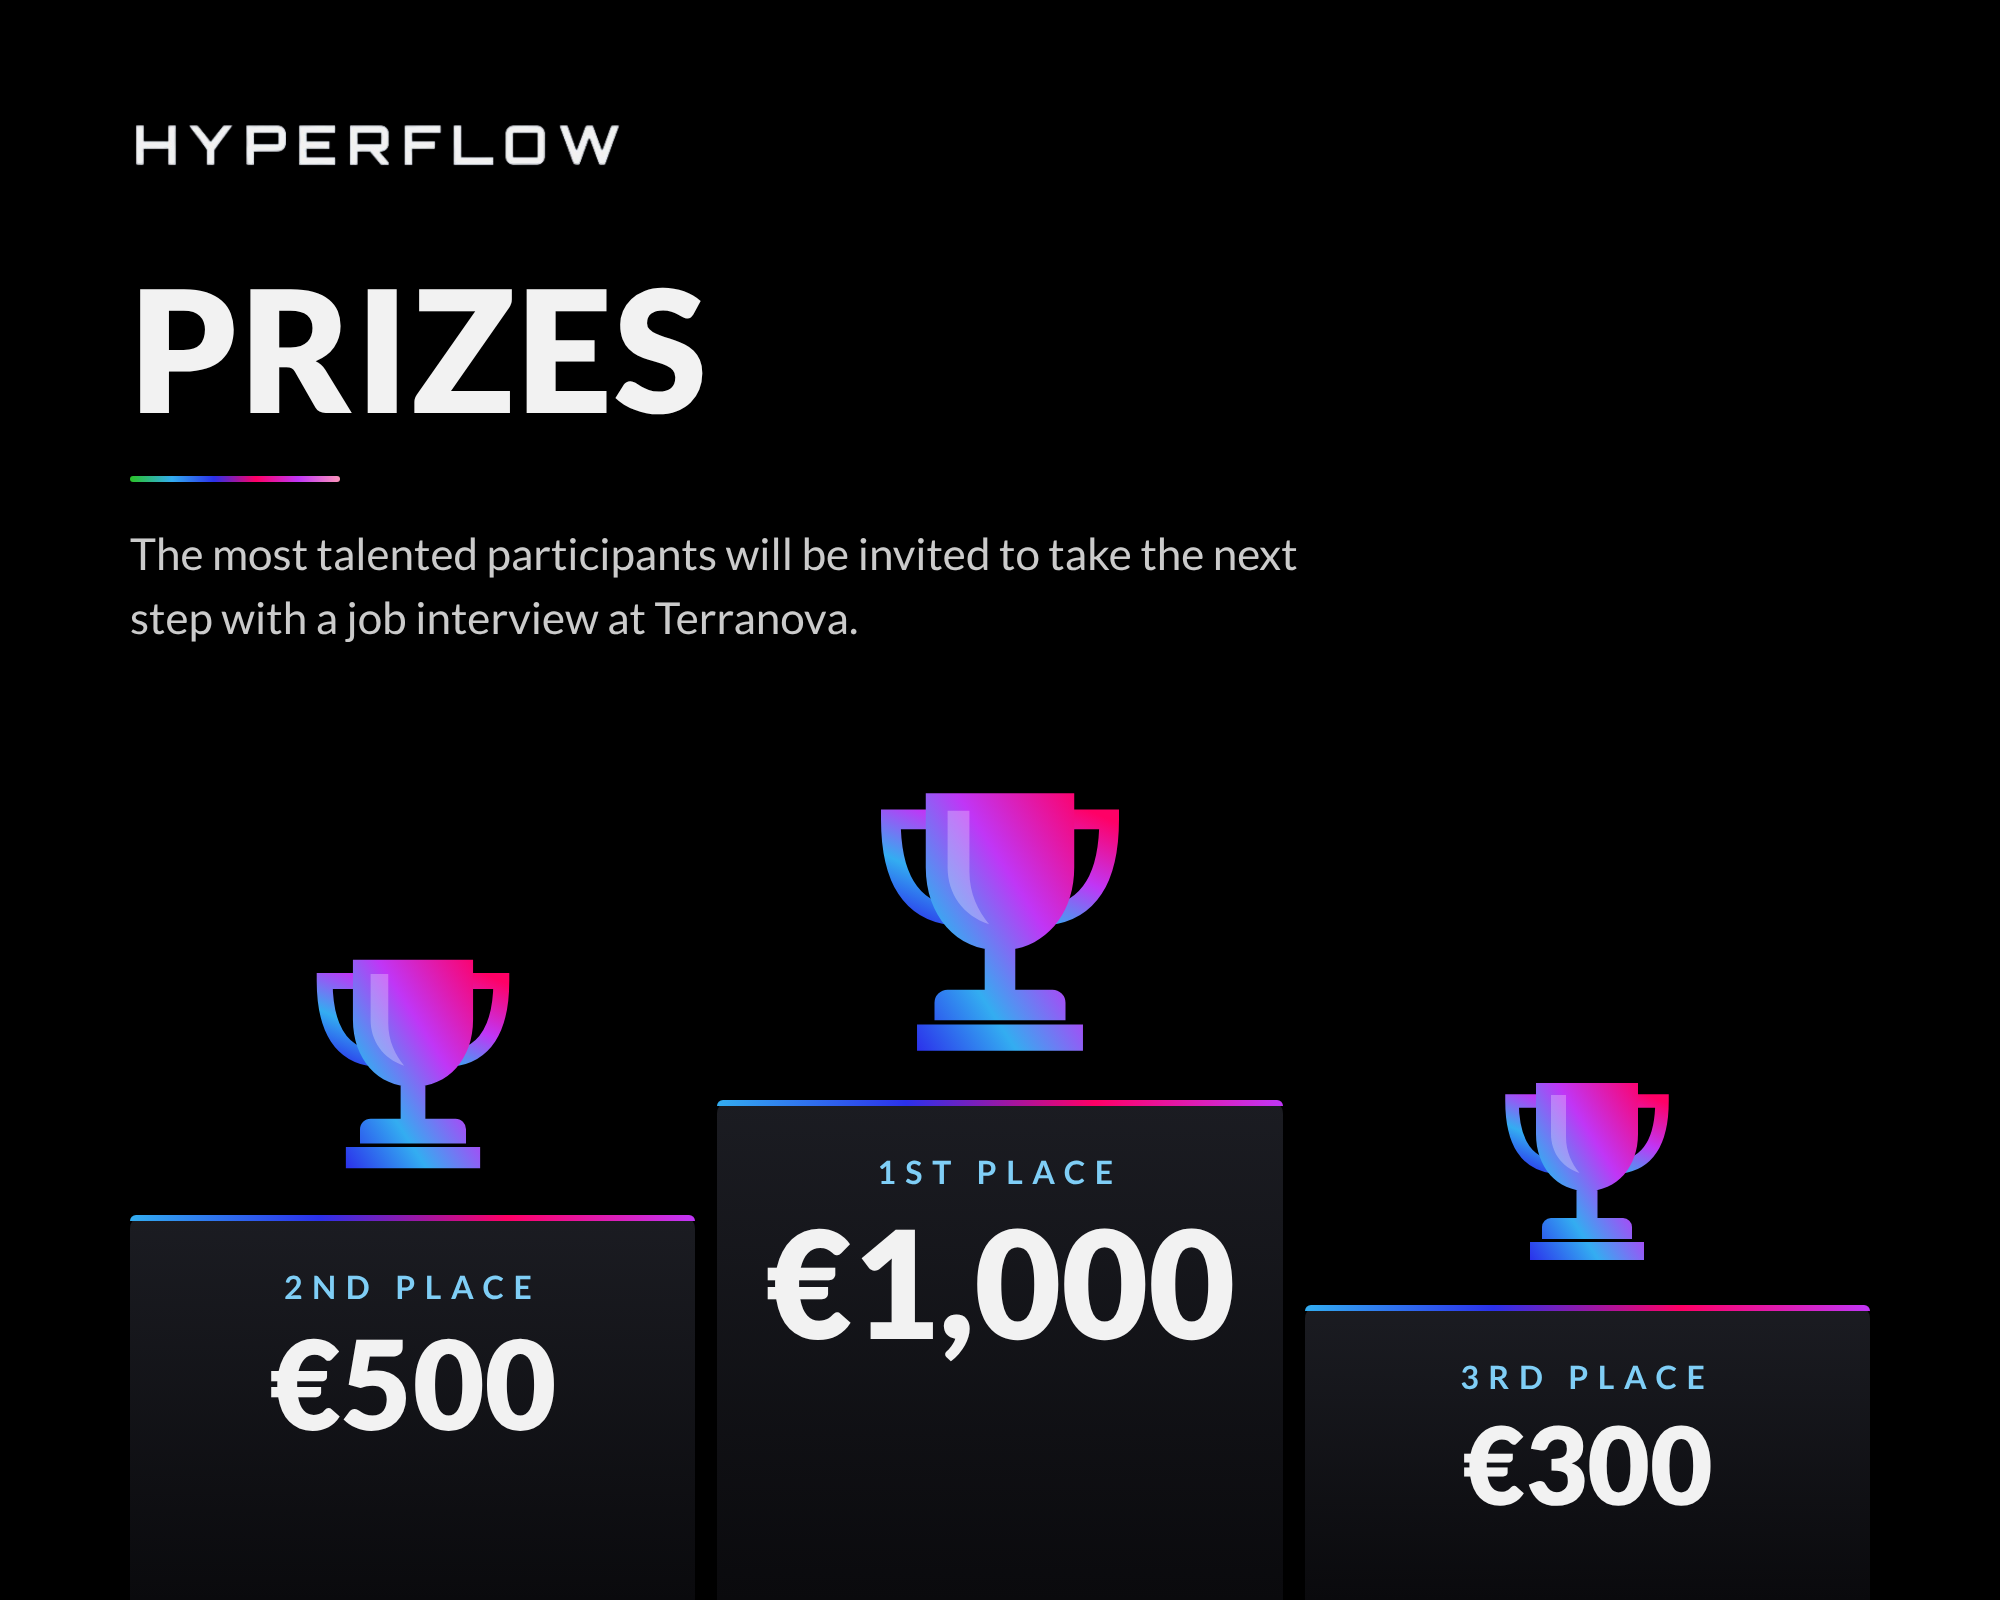 HYPERFLOW
PRIZES
The most talented participants will be invited to take the next
step with a job interview at Terranova.
1ST PLACE
€1,000
2ND PLACE
€500
3RD PLACE
€300